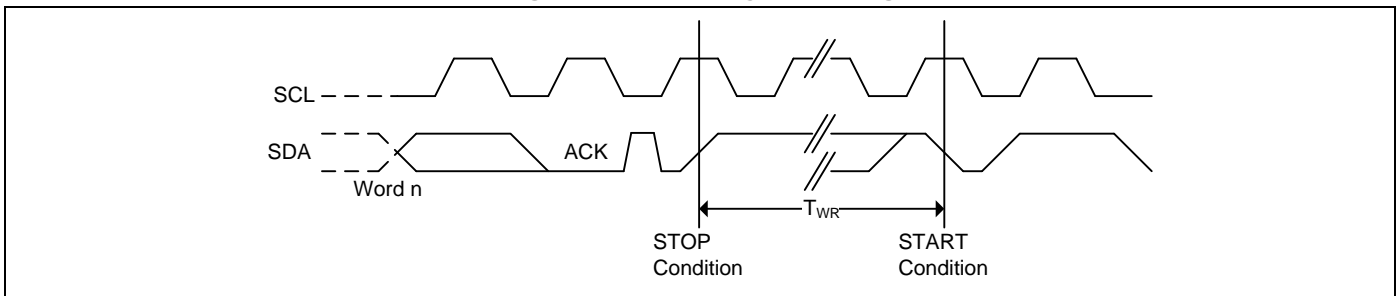 SCL
SDA
ACK
Word n
TWR
STOP
Condition
START
Condition